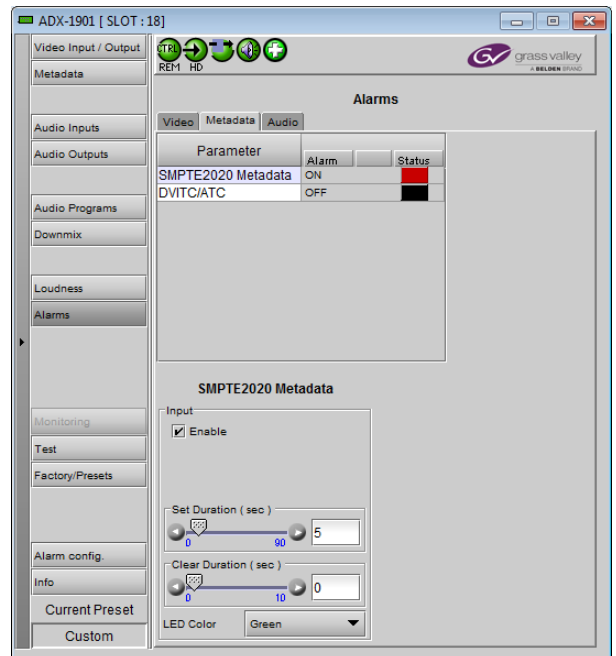 ADX-1901 [ SLOT : 18]
Video Input / Output
Metadata
Audio Inputs
Audio Outputs
Audio Programs
Downmix
Loudness
Alarms
Monitoring
Test
Factory/Presets
Alarm config.
Info
Current Preset
Custom
CTRL
REM HD
GV grass valley
A BELDEN BRAND
Alarms
Video Metadata Audio
Parameter Alarm Status
SMPTE2020 Metadata ON
DVITC/ATC OFF
SMPTE2020 Metadata
Input
Enable
Set Duration ( sec )
0 90 5
Clear Duration ( sec )
0 10 0
LED Color Green